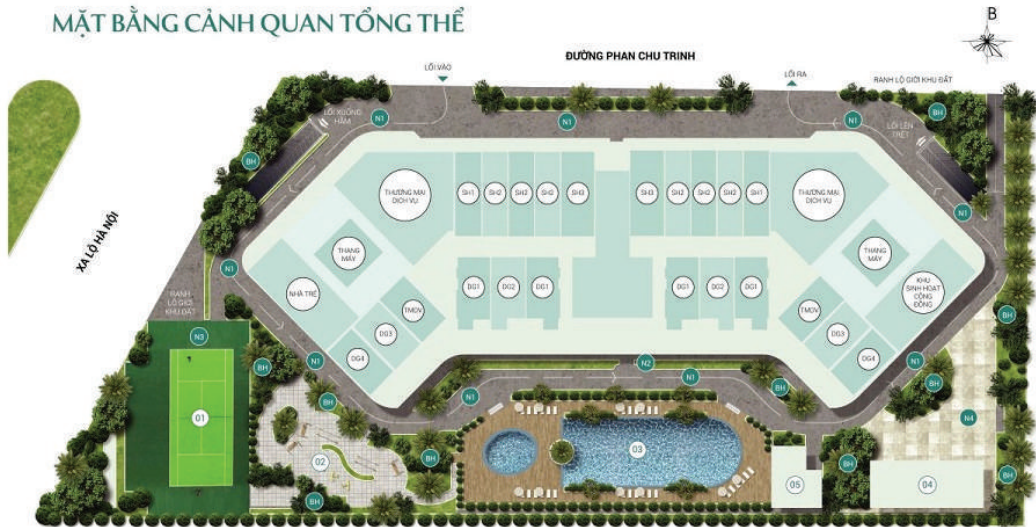 MẶT BẰNG CẢNH QUAN TỔNG THỂ
B
ĐƯỜNG PHAN CHU TRINH
LỐI VÀO
LỐI RA
RANH LỘ GIỚI KHU ĐẤT
LỐI XUỐNG
HẦM
N1
N1
N1
BH
LỐI LÊN
TRỆT
BH
BH
THƯƠNG MẠI
DỊCH VỤ
SH1
SH2
SH2
SH2
SH3
SH3
SH2
SH2
SH2
SH1
THƯƠNG MẠI
DỊCH VỤ
N1
XA LỘ HÀ NỘI
THANG
MÁY
THANG
MÁY
N1
NHÀ TRẺ
DG1
DG2
DG1
DG1
DG2
DG1
KHU
SINH HOẠT
CỘNG
ĐỒNG
RANH
LỘ GIỚI
KHU ĐẤT
TMDV
TMDV
BH
N3
DG3
DG3
DG4
DG4
N1
BH
N2
N1
N1
BH
BH
BH
N1
01
N4
02
BH
03
BH
BH
05
04
BH